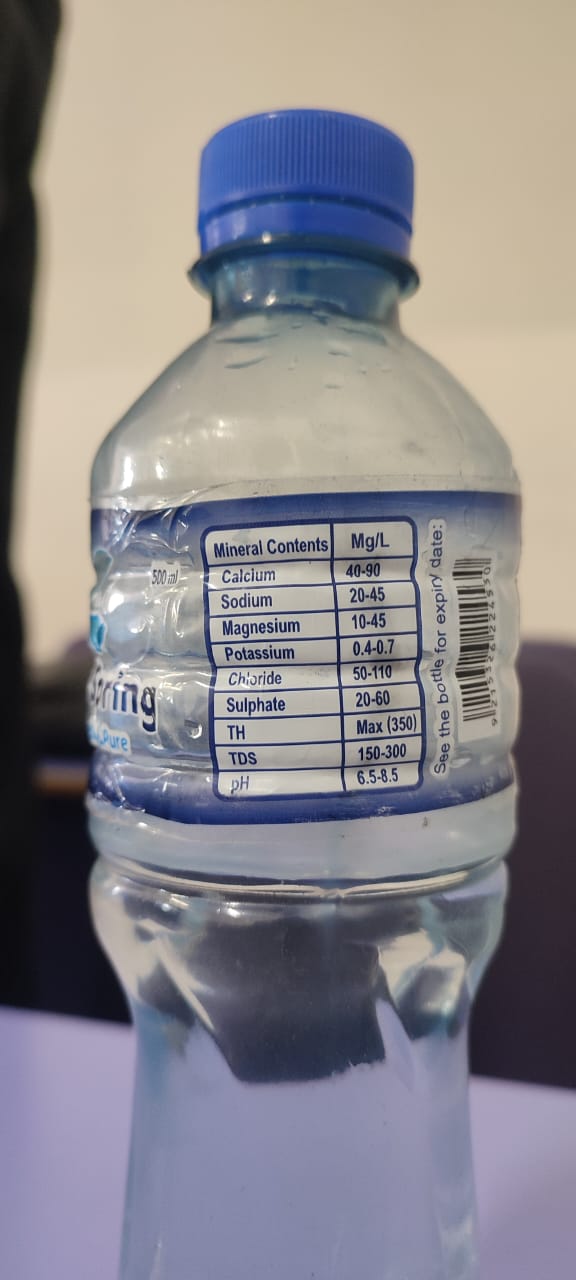 500 ml
Spring
Pure
Mineral Contents Mg/L
Calcium 40-90
Sodium 20-45
Magnesium 10-45
Potassium 0.4-0.7
Chloride 50-110
Sulphate 20-60
TH Max (350)
TDS 150-300
pH 6.5-8.5
See the bottle for expiry date: